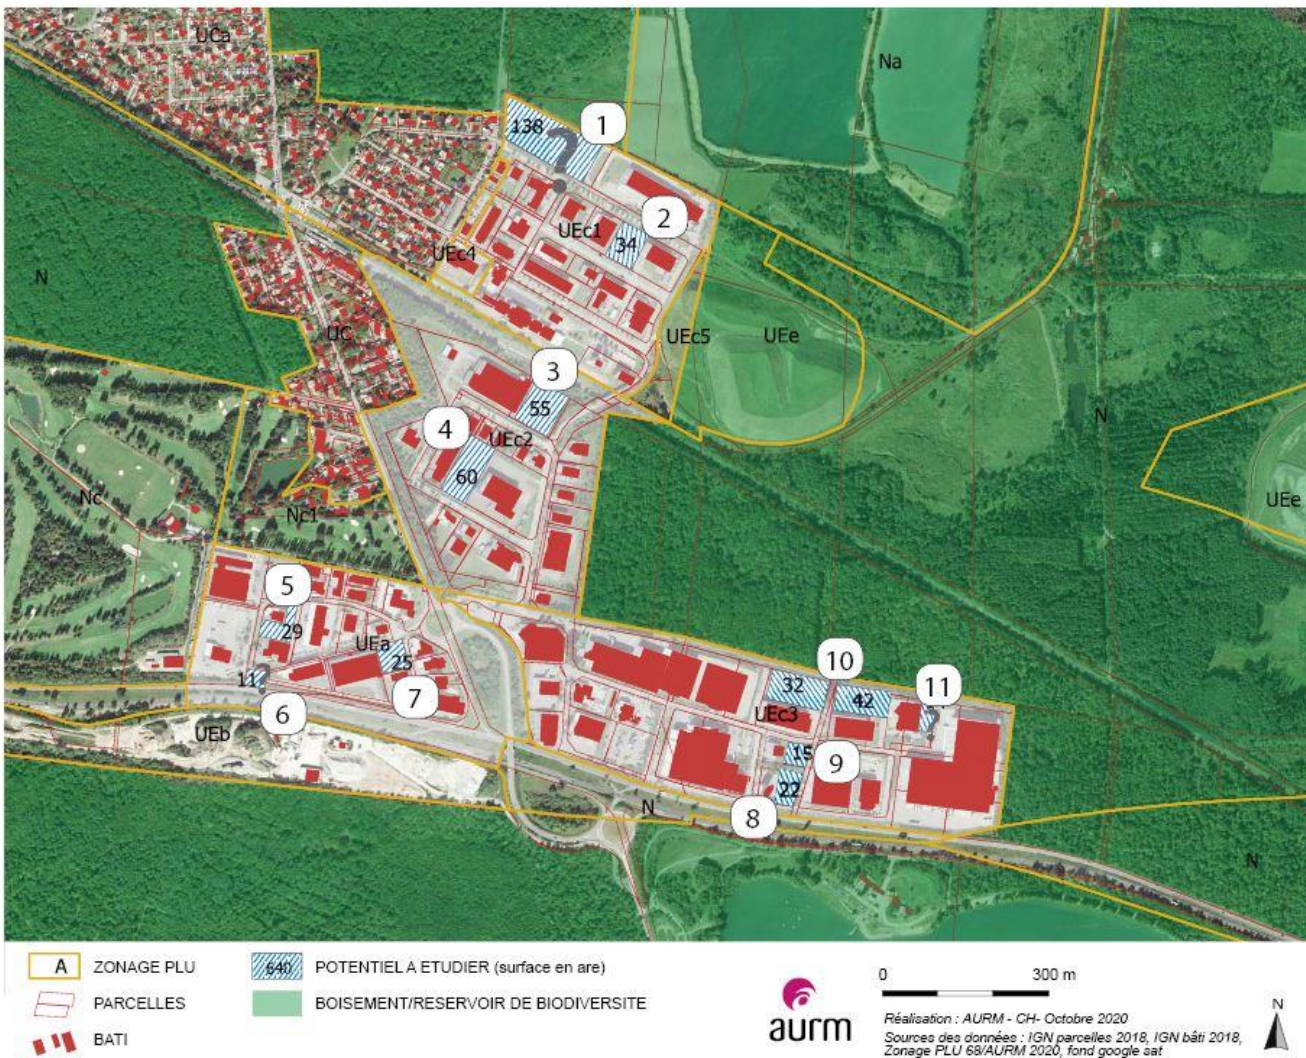 UCa
Na
138
1
2
UEc1
34
UEc4
N
UC
UEc5
UEe
3
55
N
4
UEc2
60
Nc
UEe
Nc1
5
29
UEa
25
10
11
7
32
42
11
6
UEc3
UEb
15
9
22
N
8
N
A ZONAGE PLU
640 POTENTIEL A ETUDIER (surface en are)
PARCELLES
BOISEMENT/RESERVOIR DE BIODIVERSITE
BATI
aurm
0 300 m
N
Réalisation : AURM - CH- Octobre 2020
Sources des données : IGN parcelles 2018, IGN bâti 2018,
Zonage PLU 68/AURM 2020, fond google sat